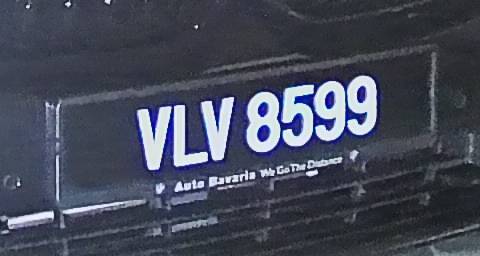 VLV 8599
Auto Bavaria We Go The Distance